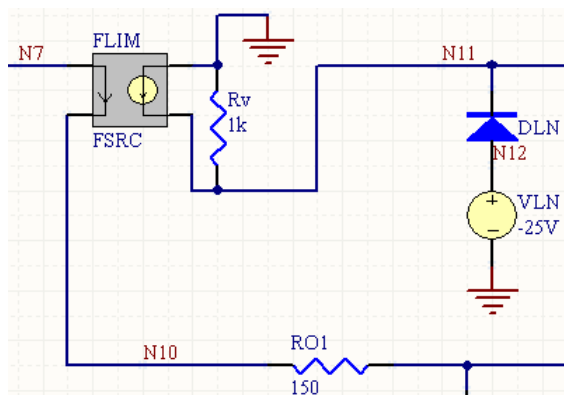 N7
FLIM
N11
Rv
1k
FSRC
DLN
N12
VLN
-25V
RO1
N10
150